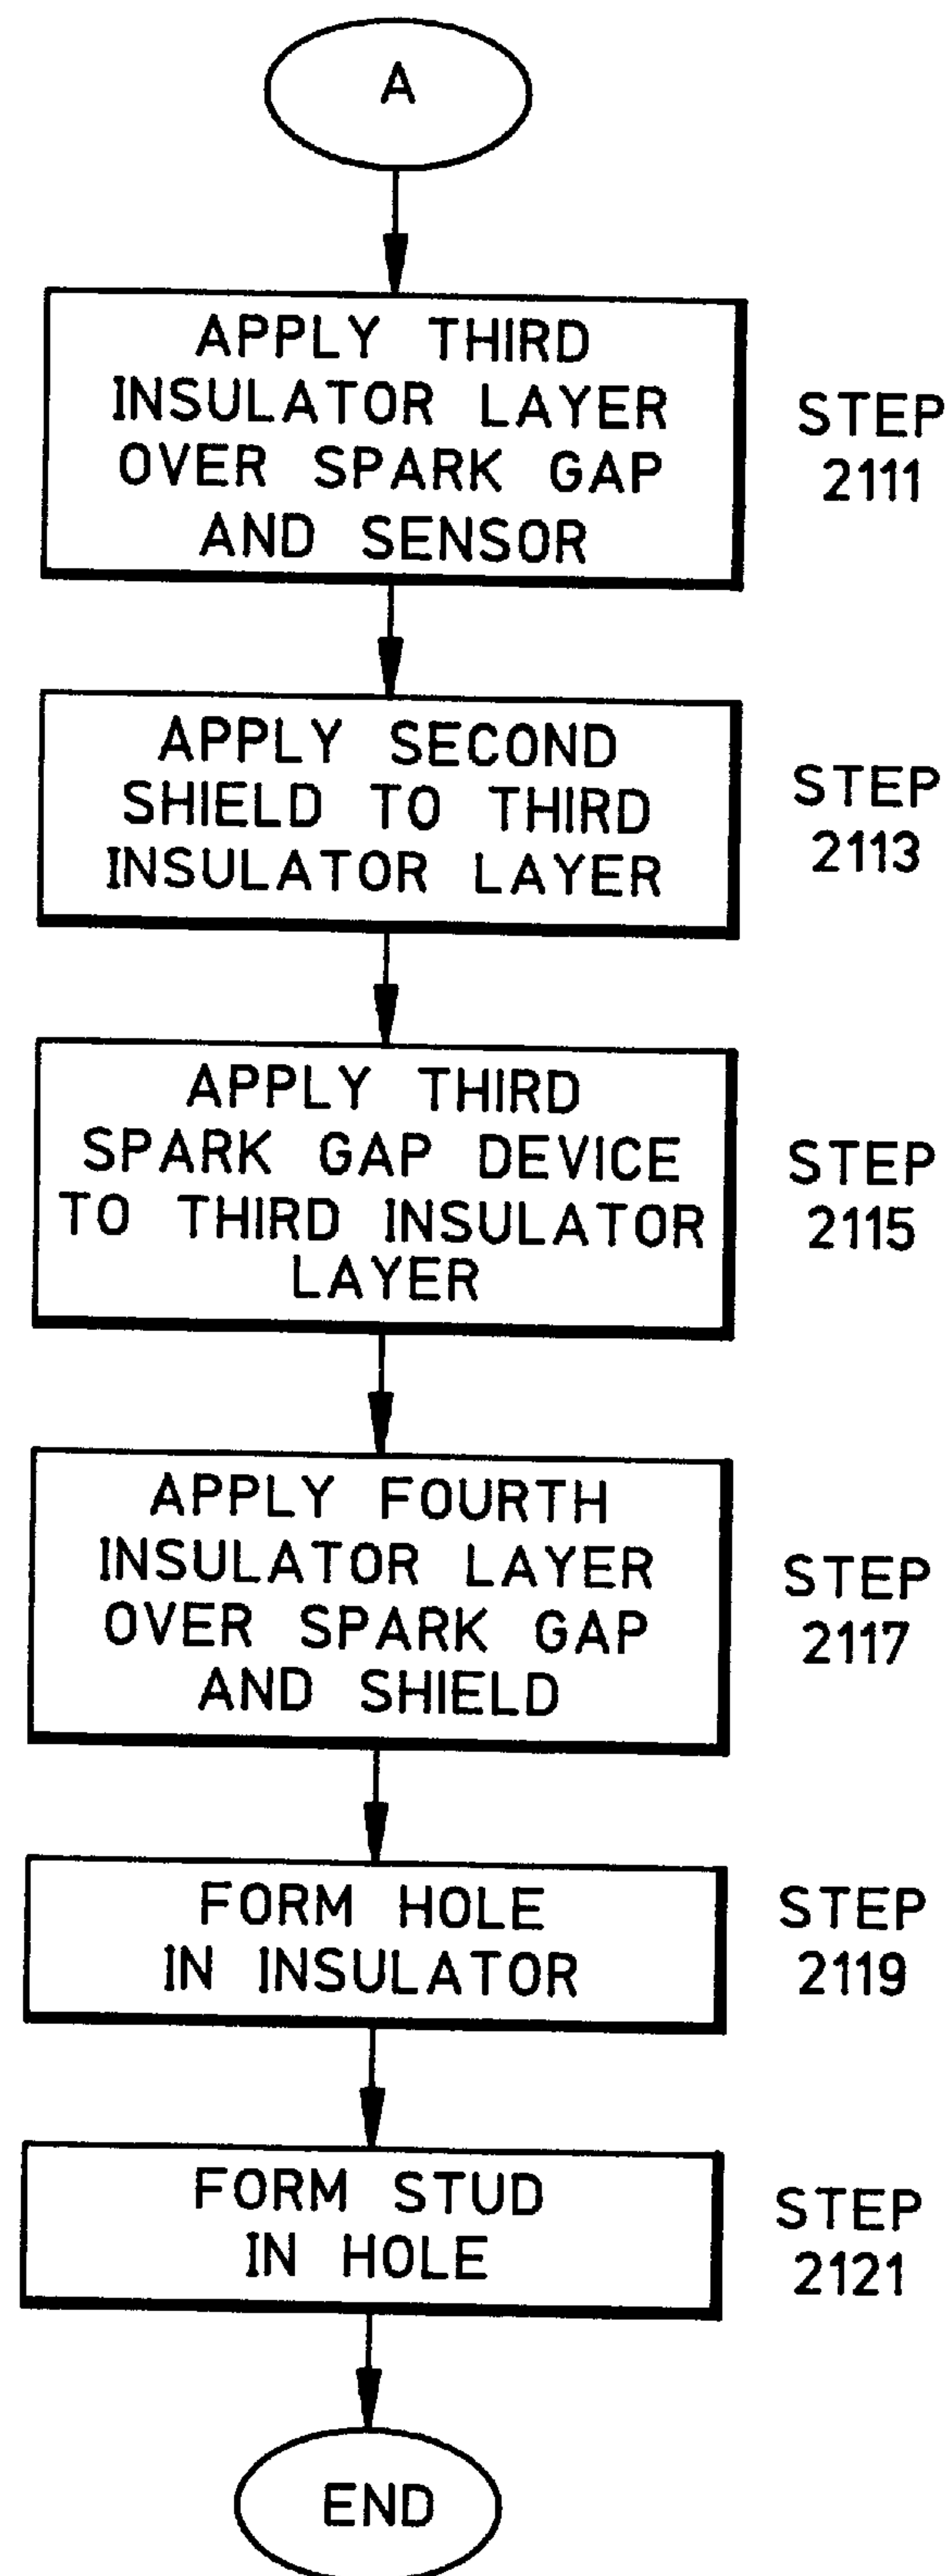 A
APPLY THIRD
INSULATOR LAYER
OVER SPARK GAP
AND SENSOR
STEP
2111
APPLY SECOND
SHIELD TO THIRD
INSULATOR LAYER
STEP
2113
APPLY THIRD
SPARK GAP DEVICE
TO THIRD INSULATOR
LAYER
STEP
2115
APPLY FOURTH
INSULATOR LAYER
OVER SPARK GAP
AND SHIELD
STEP
2117
FORM HOLE
IN INSULATOR
STEP
2119
FORM STUD
IN HOLE
STEP
2121
END